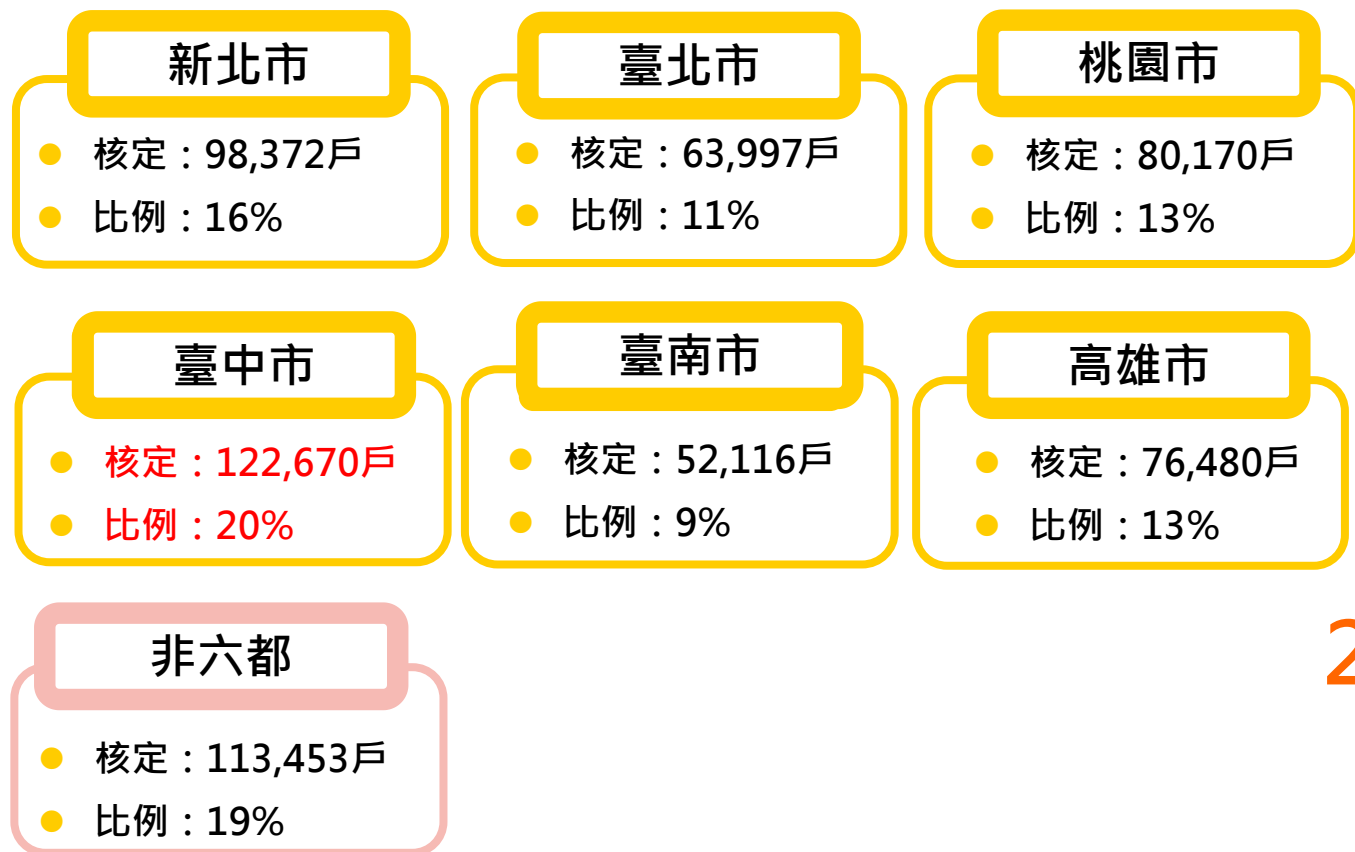 新北市
核定：98,372戶
比例：16%
臺北市
核定：63,997戶
比例：11%
桃園市
核定：80,170戶
比例：13%
臺中市
核定：122,670戶
比例：20%
臺南市
核定：52,116戶
比例：9%
高雄市
核定：76,480戶
比例：13%
非六都
核定：113,453戶
比例：19%
2